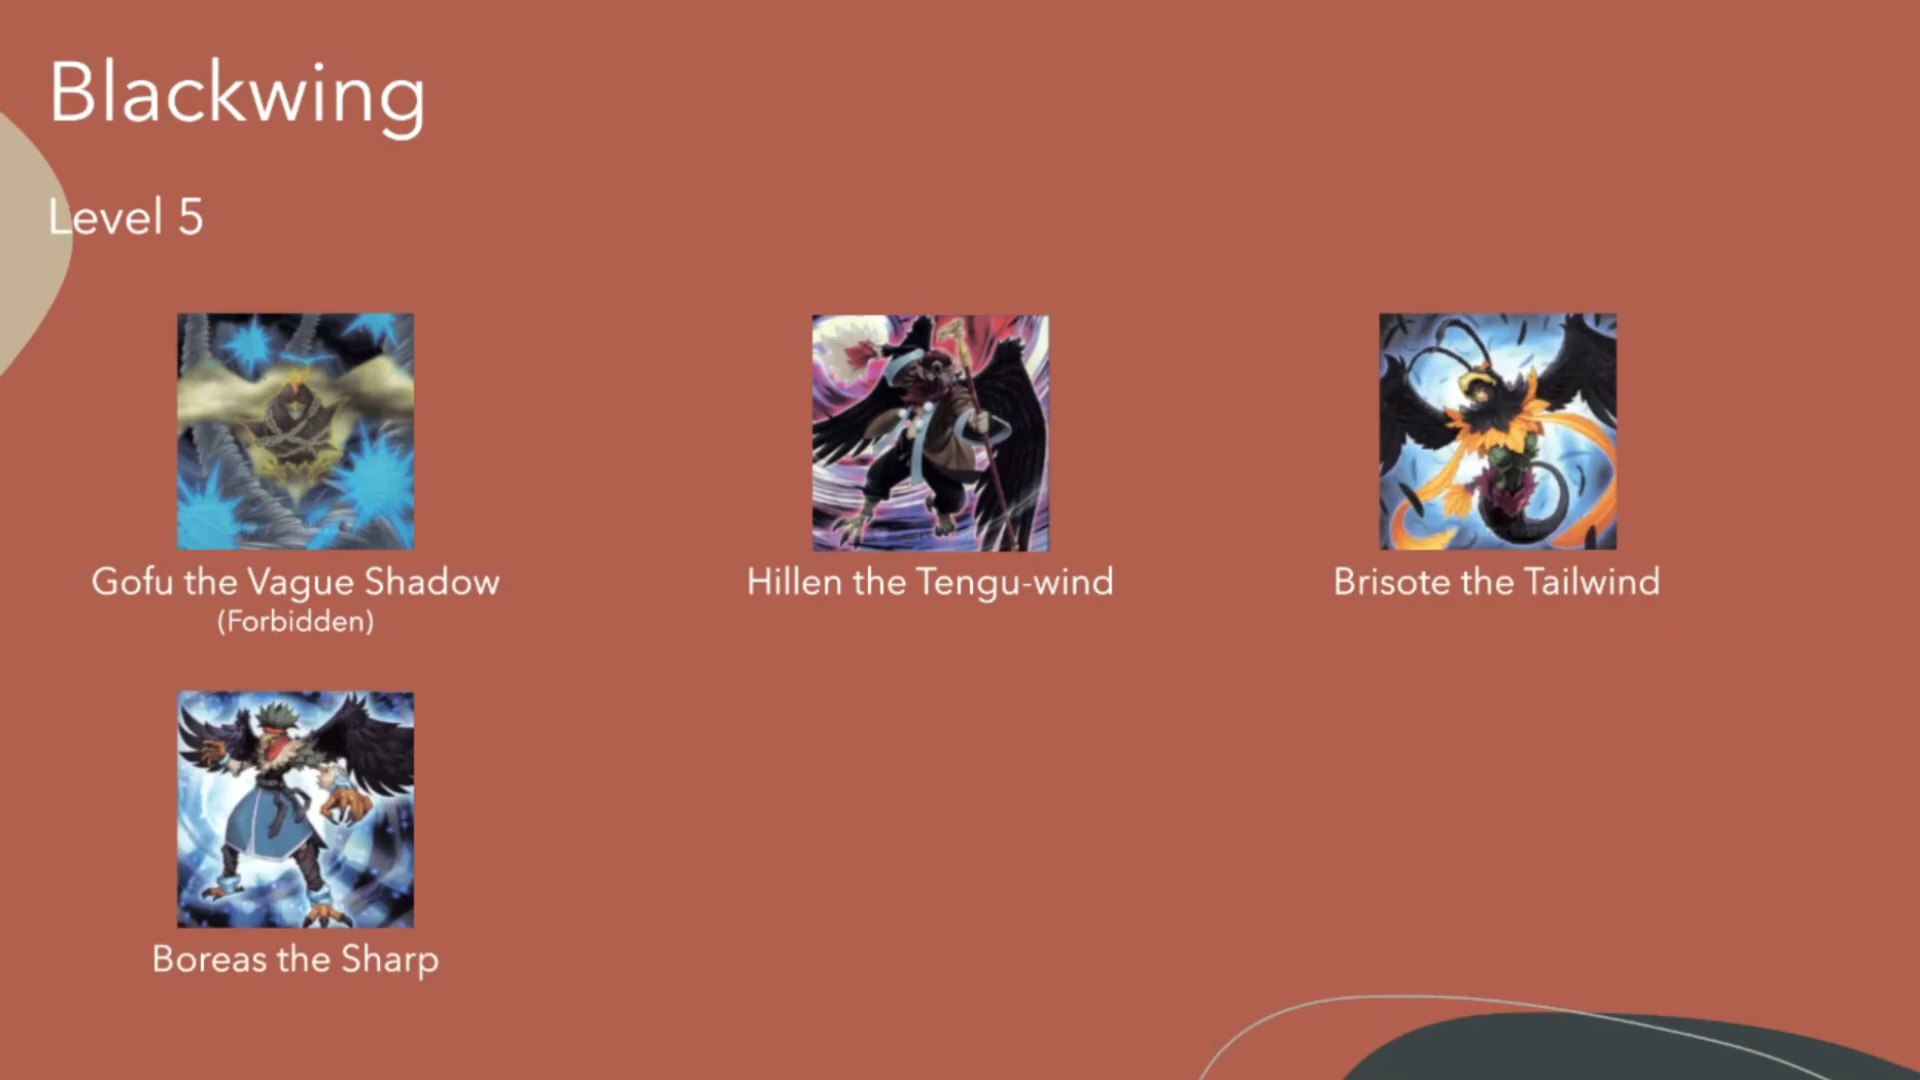 Blackwing
Level 5
Gofu the Vague Shadow
(Forbidden)
Hillen the Tengu-wind
Brisote the Tailwind
Boreas the Sharp